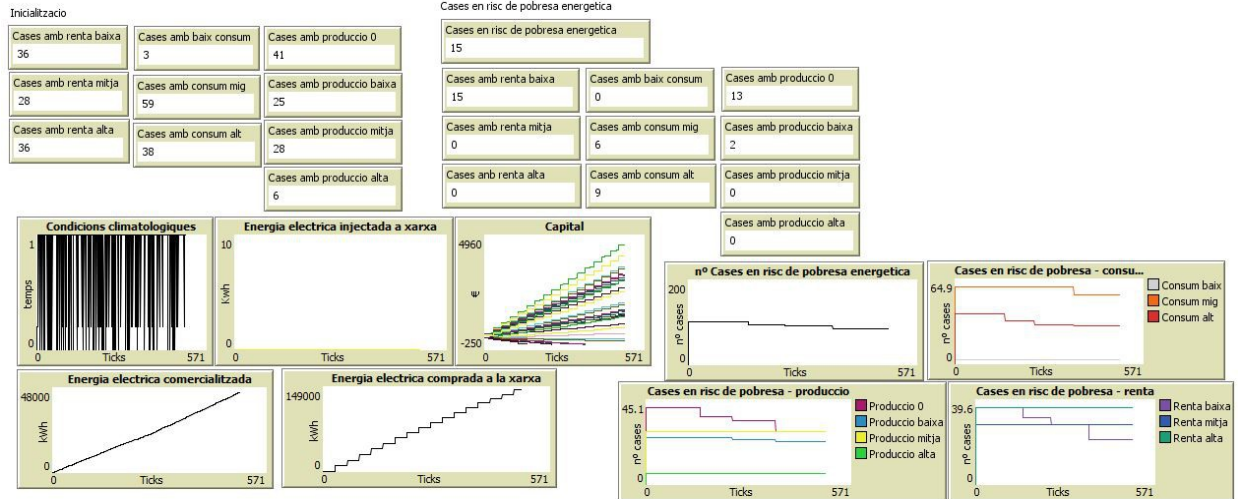 Inicialitzacio
Cases amb renta baixa
36
Cases amb baix consum
3
Cases amb produccio 0
41
Cases amb renta mitja
28
Cases amb consum mig
59
Cases amb produccio baixa
25
Cases amb renta alta
36
Cases amb consum alt
38
Cases amb produccio mitja
28
Cases amb produccio alta
6
Cases en risc de pobresa energetica
Cases en risc de pobresa energetica
15
Cases amb renta baixa
15
Cases amb baix consum
0
Cases amb produccio 0
13
Cases amb renta mitja
0
Cases amb consum mig
6
Cases amb produccio baixa
2
Cases anb renta alta
0
Cases amb consum alt
9
Cases amb produccio mitja
0
Cases amb produccio alta
0
Condicions climatologiques
1
temps
0
0
Ticks
571
Energia electrica injectada a xarxa
10
Kwh
0
0
Ticks
571
Capital
4960
€
-250
0
Ticks
571
nº Cases en risc de pobresa energetica
200
nº cases
0
0
Ticks
571
Cases en risc de pobresa - consu...
64.9
nº cases
0
0
Ticks
571
Consum baix
Consum mig
Consum alt
Energia electrica comercialitzada
48000
kWh
0
0
Ticks
571
Energia electrica comprada a la xarxa
149000
kWh
0
0
Ticks
571
Cases en risc de pobresa - produccio
45.1
nº cases
0
0
Ticks
571
Produccio 0
Produccio baixa
Produccio mitja
Produccio alta
Cases en risc de pobresa - renta
39.6
nº cases
0
0
Ticks
571
Renta baixa
Renta mitja
Renta alta